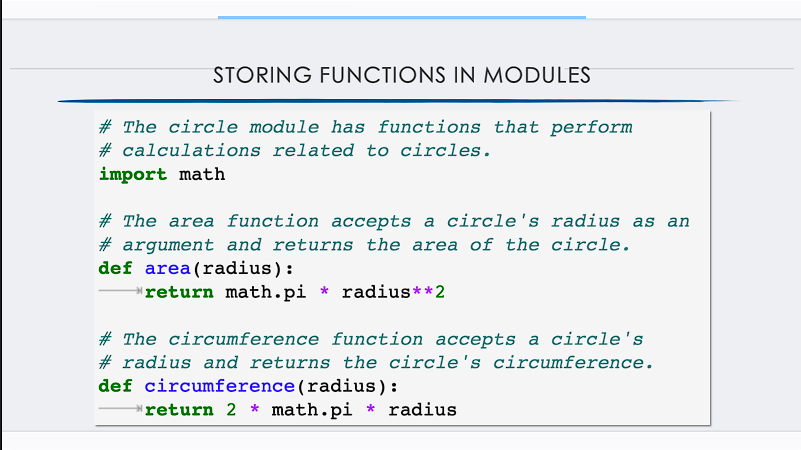 STORING FUNCTIONS IN MODULES
# The circle module has functions that perform
# calculations related to circles.
import math
# The area function accepts a circle's radius as an
# argument and returns the area of the circle.
def area(radius):
return math.pi * radius**2
# The circumference function accepts a circle's
# radius and returns the circle's circumference.
def circumference(radius):
return 2 * math.pi * radius